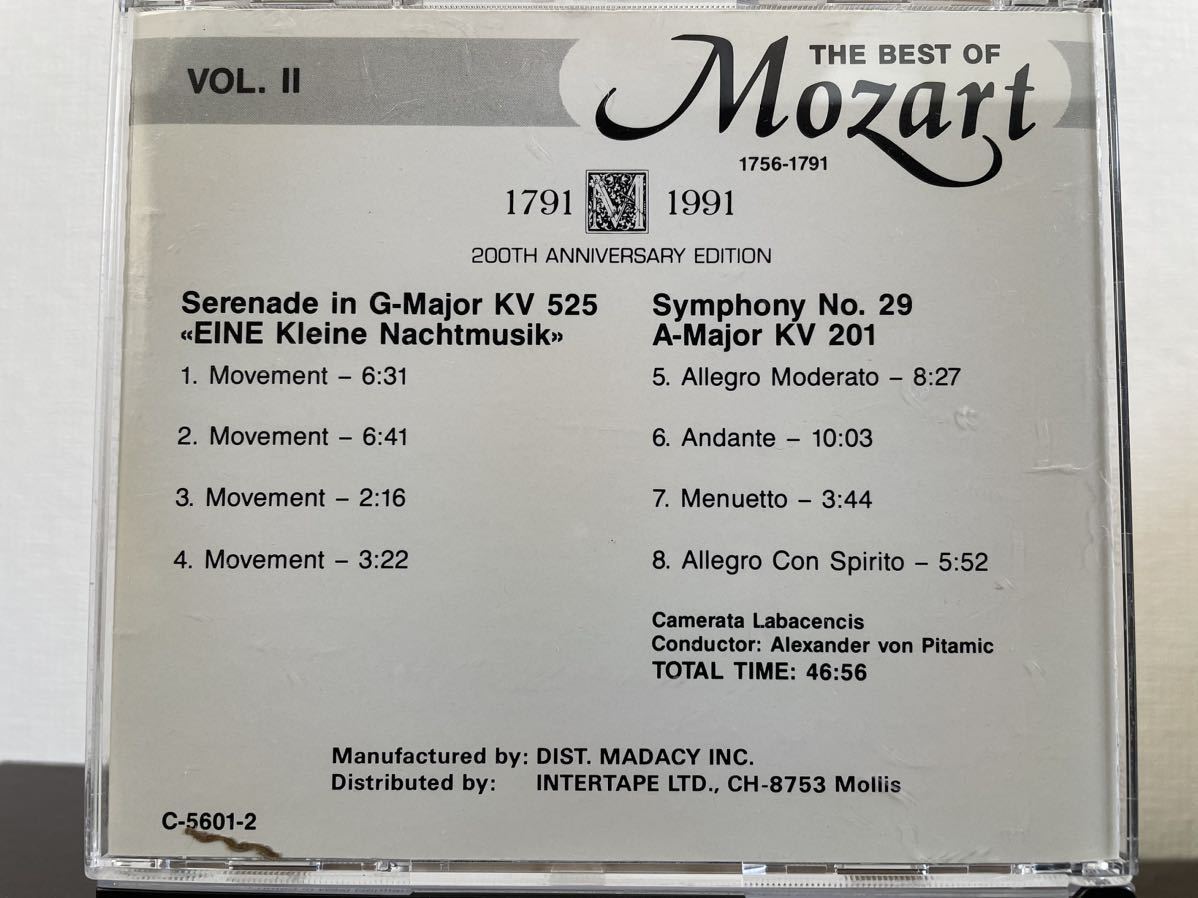 VOL. II
THE BEST OF
Mozart
1756-1791
1791 M 1991
200TH ANNIVERSARY EDITION
Serenade in G-Major KV 525
«EINE Kleine Nachtmusik»
1. Movement – 6:31
2. Movement – 6:41
3. Movement – 2:16
4. Movement – 3:22
Symphony No. 29
A-Major KV 201
5. Allegro Moderato – 8:27
6. Andante – 10:03
7. Menuetto – 3:44
8. Allegro Con Spirito – 5:52
Camerata Labacencis
Conductor: Alexander von Pitamic
TOTAL TIME: 46:56
Manufactured by: DIST. MADACY INC.
Distributed by: INTERTAPE LTD., CH-8753 Mollis
C-5601-2